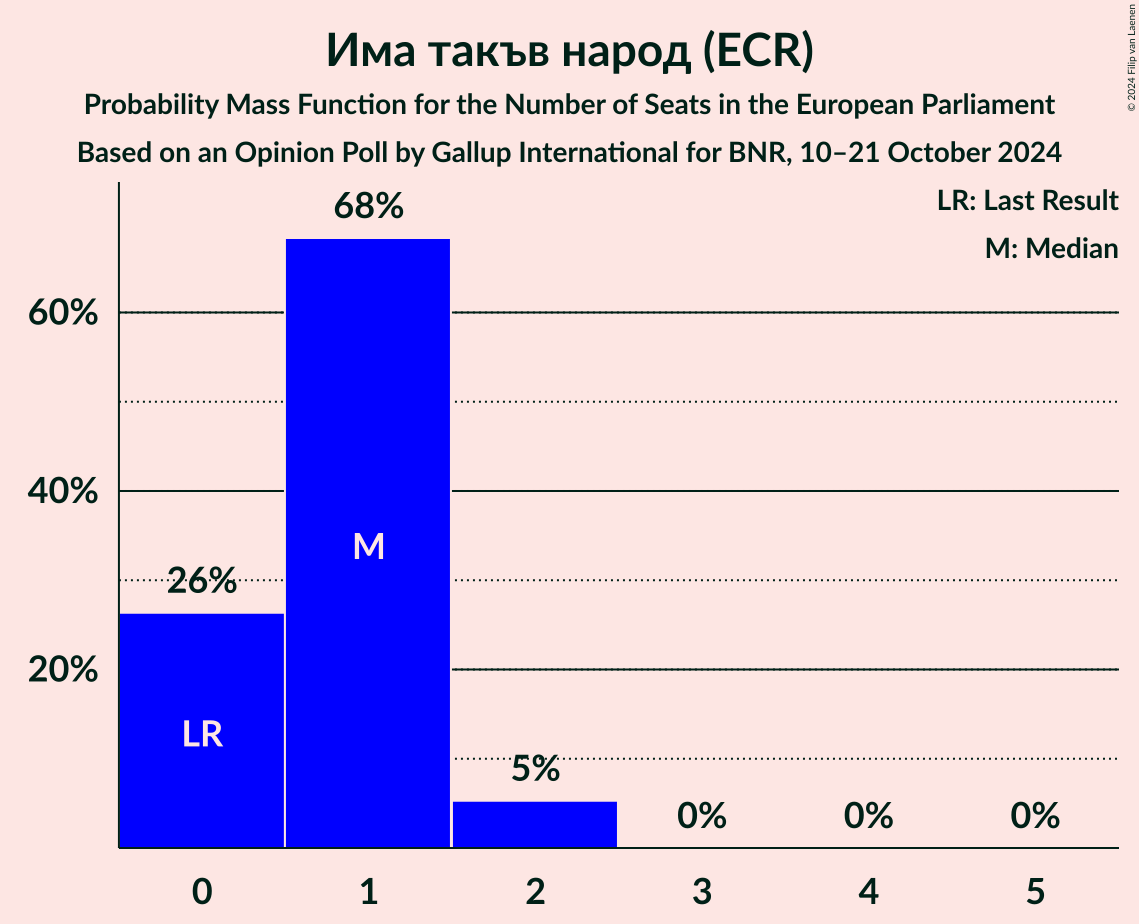 Има такъв народ (ECR)
Probability Mass Function for the Number of Seats in the European Parliament
Based on an Opinion Poll by Gallup International for BNR, 10–21 October 2024
© 2024 Filip van Laenen
LR: Last Result
M: Median
68%
60%
40%
M
26%
20%
LR
5%
0%
0%
0%
0
1
2
3
4
5